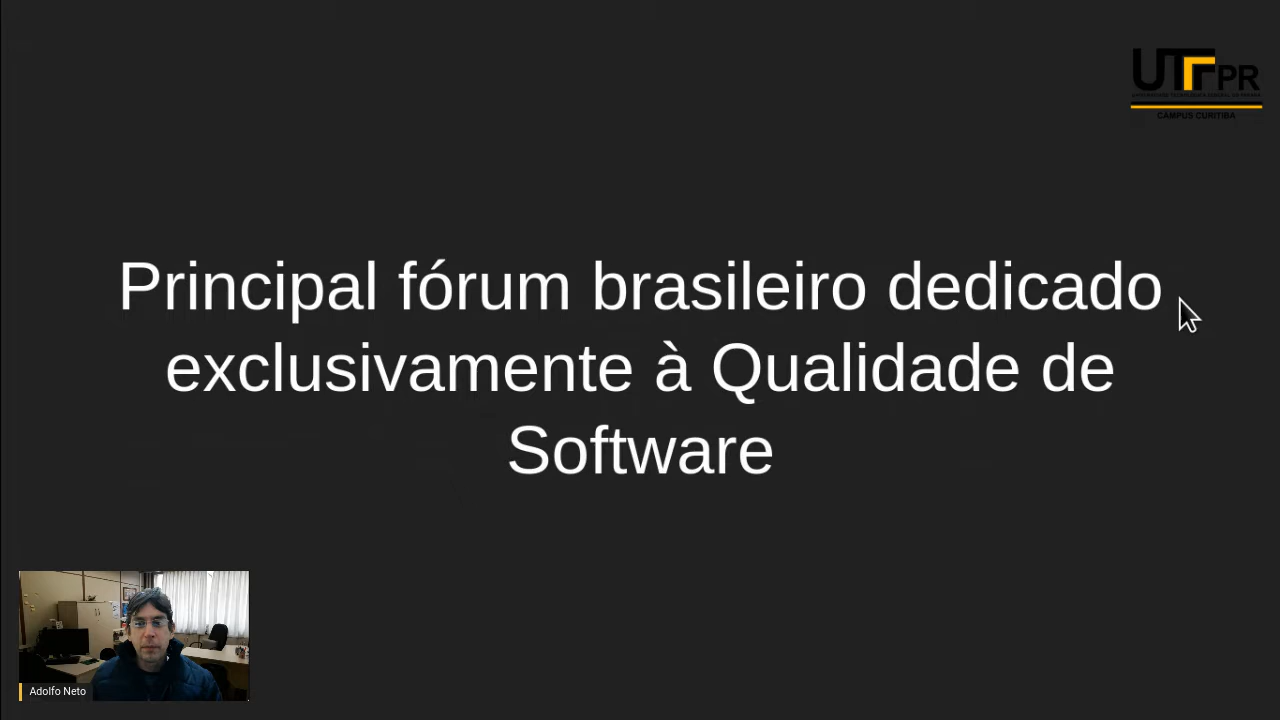 UTFPR
CAMPUS CURITIBA
Principal fórum brasileiro dedicado
exclusivamente à Qualidade de
Software
Adolfo Neto